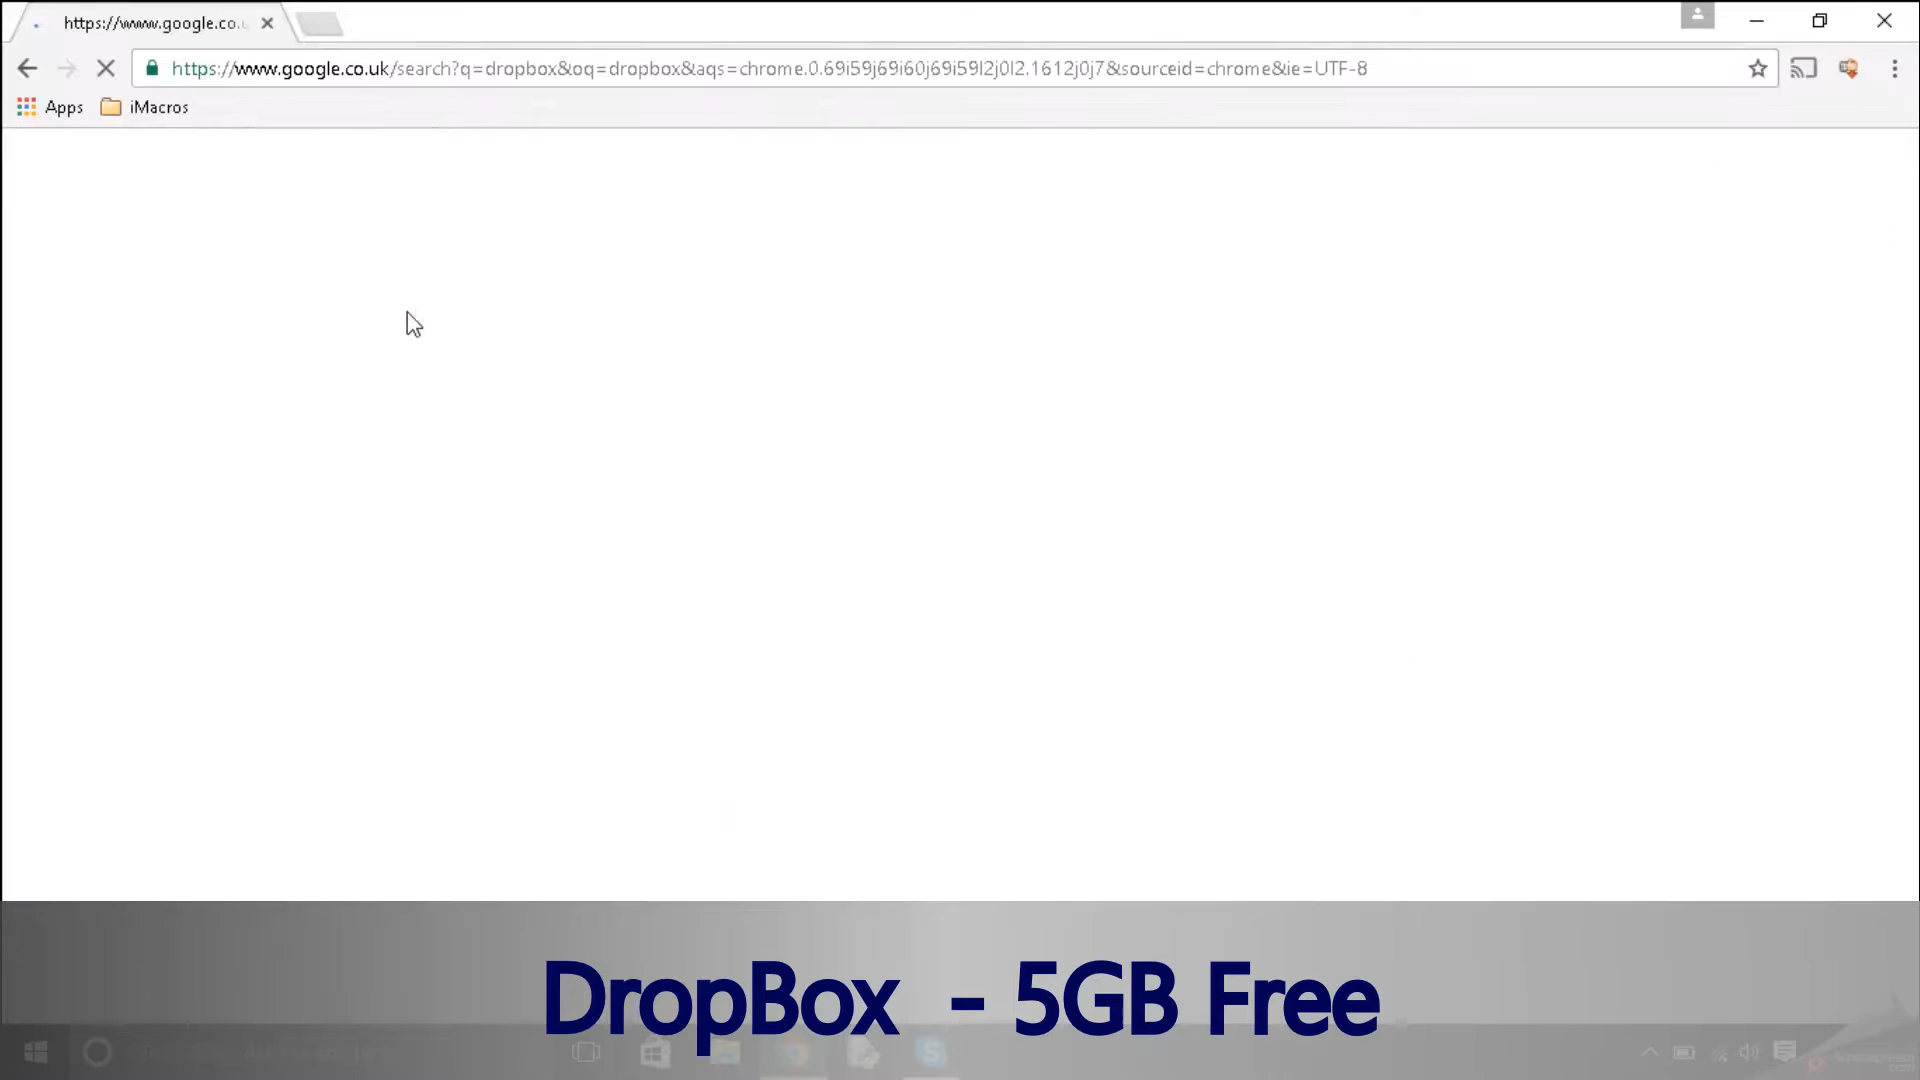 https://www.google.co.u
https://www.google.co.uk/search?q=dropbox&oq=dropbox&aqs=chrome.0.69i59j69i60j69i59l2j0l2.1612j0j7&sourceid=chrome&ie=UTF-8
Apps iMacros
DropBox - 5GB Free